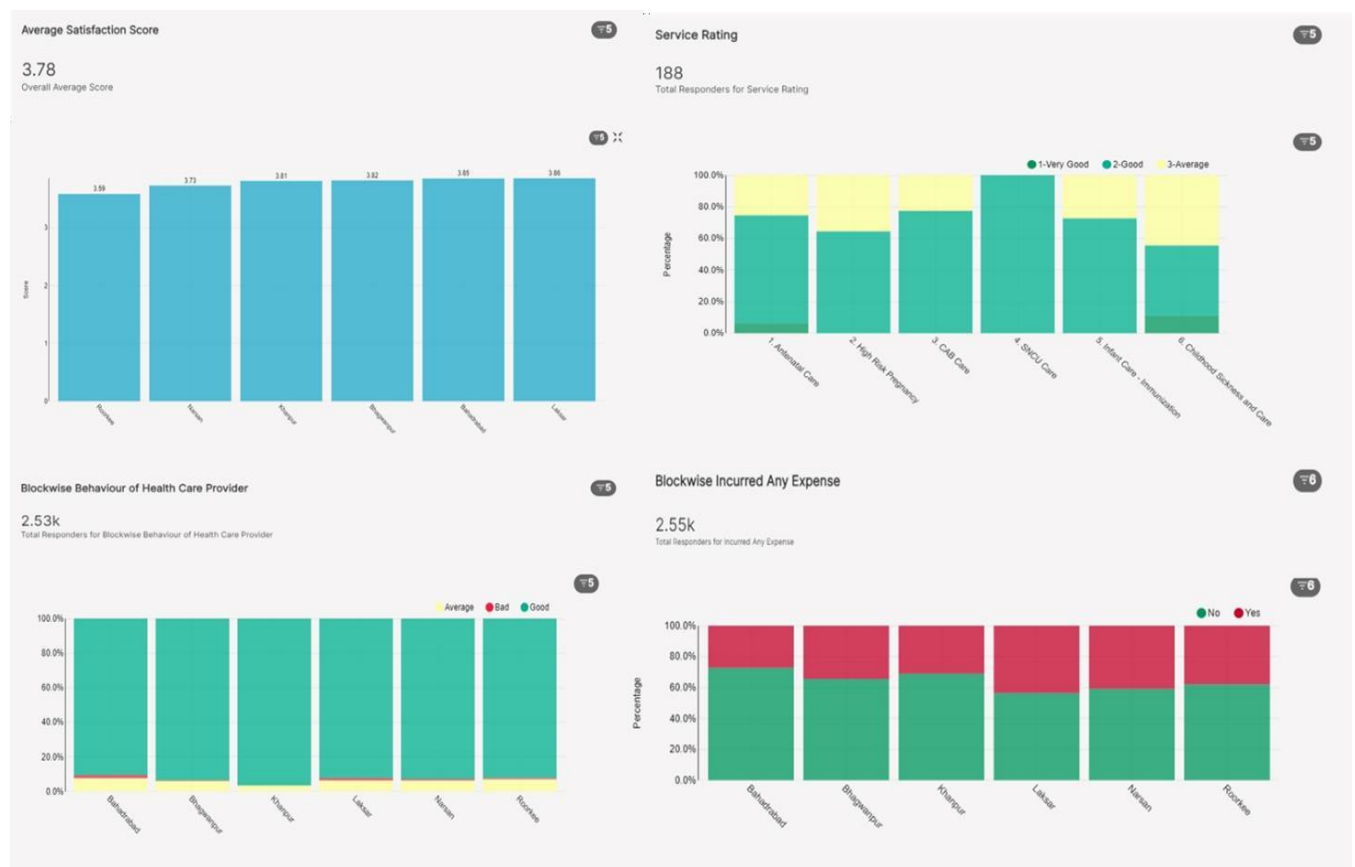 Average Satisfaction Score
5
3.78
Overall Average Score
5
3.59
3.73
3.81
3.82
3.85
3.86
3
2
1
0
Score
Roorkee
Narsan
Khanpur
Bhagwanpur
Bahadrabad
Laksar
Service Rating
5
188
Total Responders for Service Rating
5
1-Very Good 2-Good 3-Average
100.0%
80.0%
60.0%
40.0%
20.0%
0.0%
Percentage
1. Antenatal Care
2. High Risk Pregnancy
3. CAB Care
4. SNCU Care
5. Infant Care - Immunization
6. Childhood Sickness and Care
Blockwise Behaviour of Health Care Provider
5
2.53k
Total Responders for Blockwise Behaviour of Health Care Provider
5
Average Bad Good
100.0%
80.0%
60.0%
40.0%
20.0%
0.0%
Bahadrabad
Bhagwanpur
Khanpur
Laksar
Narsan
Roorkee
Blockwise Incurred Any Expense
6
2.55k
Total Responders for Incurred Any Expense
6
No Yes
100.0%
80.0%
60.0%
40.0%
20.0%
0.0%
Percentage
Bahadrabad
Bhagwanpur
Khanpur
Laksar
Narsan
Roorkee